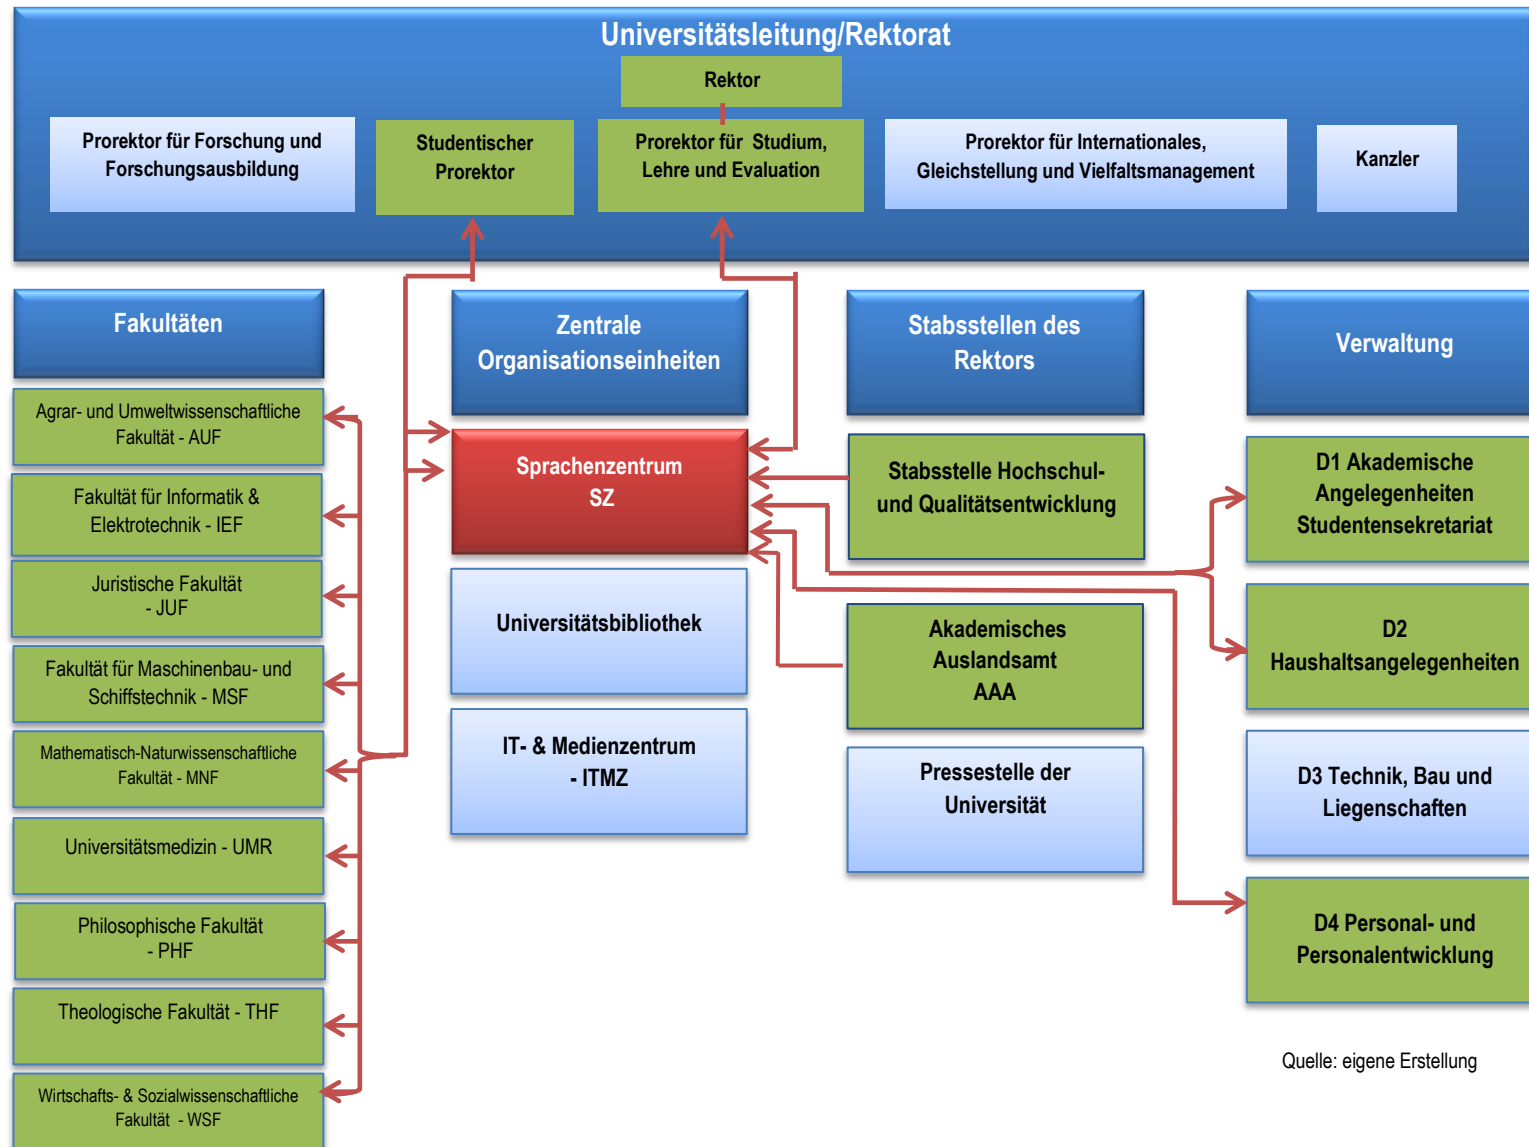 Universitätsleitung/Rektorat
Rektor
Prorektor für Forschung und
Forschungsausbildung
Studentischer
Prorektor
Prorektor für Studium,
Lehre und Evaluation
Prorektor für Internationales,
Gleichstellung und Vielfaltsmanagement
Kanzler
Fakultäten
Agrar- und Umweltwissenschaftliche
Fakultät - AUF
Fakultät für Informatik &
Elektrotechnik - IEF
Juristische Fakultät
- JUF
Fakultät für Maschinenbau- und
Schiffstechnik - MSF
Mathematisch-Naturwissenschaftliche
Fakultät - MNF
Universitätsmedizin - UMR
Philosophische Fakultät
- PHF
Theologische Fakultät - THF
Wirtschafts- & Sozialwissenschaftliche
Fakultät - WSF
Zentrale
Organisationseinheiten
Sprachenzentrum
SZ
Universitätsbibliothek
IT- & Medienzentrum
- ITMZ
Stabsstellen des
Rektors
Stabsstelle Hochschul-
und Qualitätsentwicklung
Akademisches
Auslandsamt
AAA
Pressestelle der
Universität
Verwaltung
D1 Akademische
Angelegenheiten
Studentensekretariat
D2
Haushaltsangelegenheiten
D3 Technik, Bau und
Liegenschaften
D4 Personal- und
Personalentwicklung
Quelle: eigene Erstellung